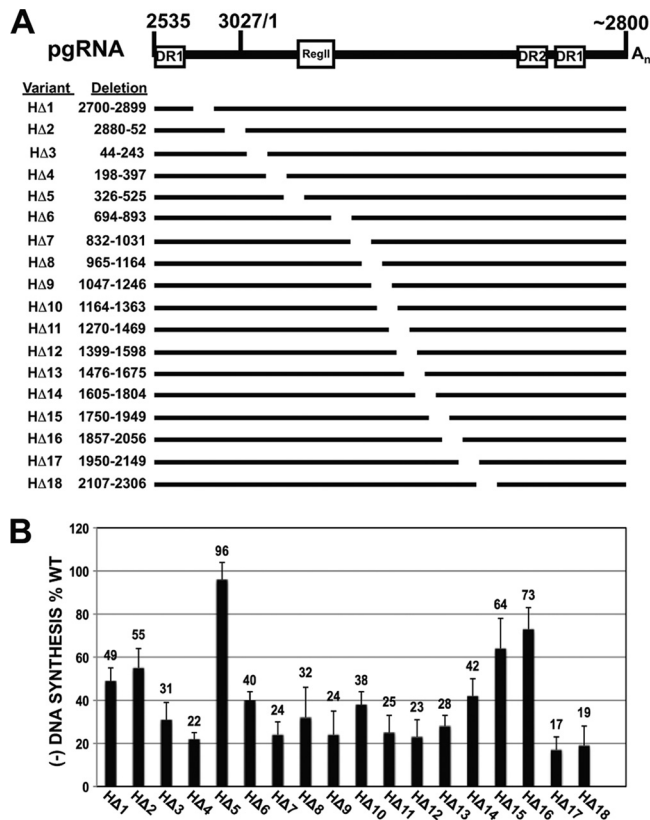 A
2535 3027/1 ~2800
pgRNA DR1 RegII DR2 DR1 An
Variant Deletion
HΔ1 2700-2899
HΔ2 2880-52
HΔ3 44-243
HΔ4 198-397
HΔ5 326-525
HΔ6 694-893
HΔ7 832-1031
HΔ8 965-1164
HΔ9 1047-1246
HΔ10 1164-1363
HΔ11 1270-1469
HΔ12 1399-1598
HΔ13 1476-1675
HΔ14 1605-1804
HΔ15 1750-1949
HΔ16 1857-2056
HΔ17 1950-2149
HΔ18 2107-2306
B
(-) DNA SYNTHESIS % WT
120
100
80
60
40
20
0
49 55 31 22 96 40 24 32 24 38 25 23 28 42 64 73 17 19
HΔ1 HΔ2 HΔ3 HΔ4 HΔ5 HΔ6 HΔ7 HΔ8 HΔ9 HΔ10 HΔ11 HΔ12 HΔ13 HΔ14 HΔ15 HΔ16 HΔ17 HΔ18